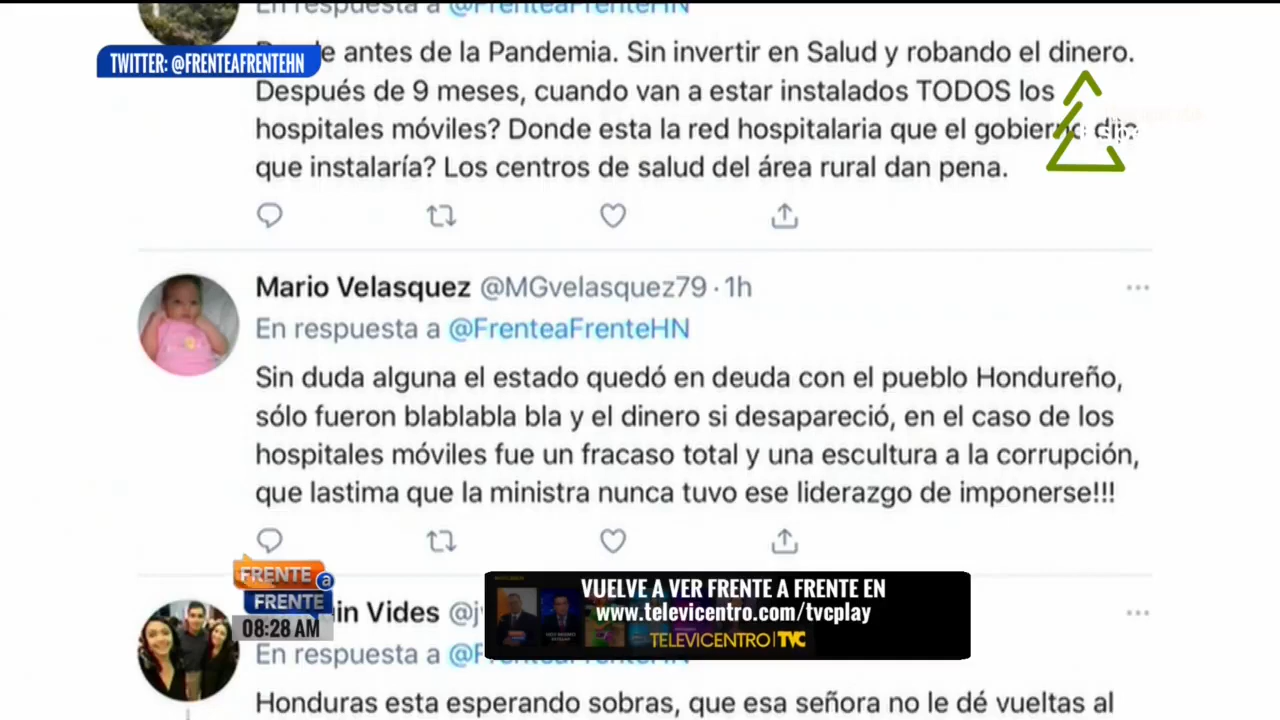 En respuesta a @FrenteaFrenteHN
TWITTER: @FRENTEAFRENTEHN
antes de la Pandemia. Sin invertir en Salud y robando el dinero.
Después de 9 meses, cuando van a estar instalados TODOS los
hospitales móviles? Donde esta la red hospitalaria que el gobierno
que instalaría? Los centros de salud del área rural dan pena.
Mario Velasquez @MGvelasquez79 · 1h
En respuesta a @FrenteaFrenteHN
Sin duda alguna el estado quedó en deuda con el pueblo Hondureño,
sólo fueron blablabla bla y el dinero si desapareció, en el caso de los
hospitales móviles fue un fracaso total y una escultura a la corrupción,
que lastima que la ministra nunca tuvo ese liderazgo de imponerse!!!
FRENTE a
FRENTE
08:28 AM
Vides
En respuesta a
VUELVE A VER FRENTE A FRENTE EN
www.televicentro.com/tvcplay
TELEVICENTRO|TVC
Honduras esta esperando sobras, que esa señora no le dé vueltas al